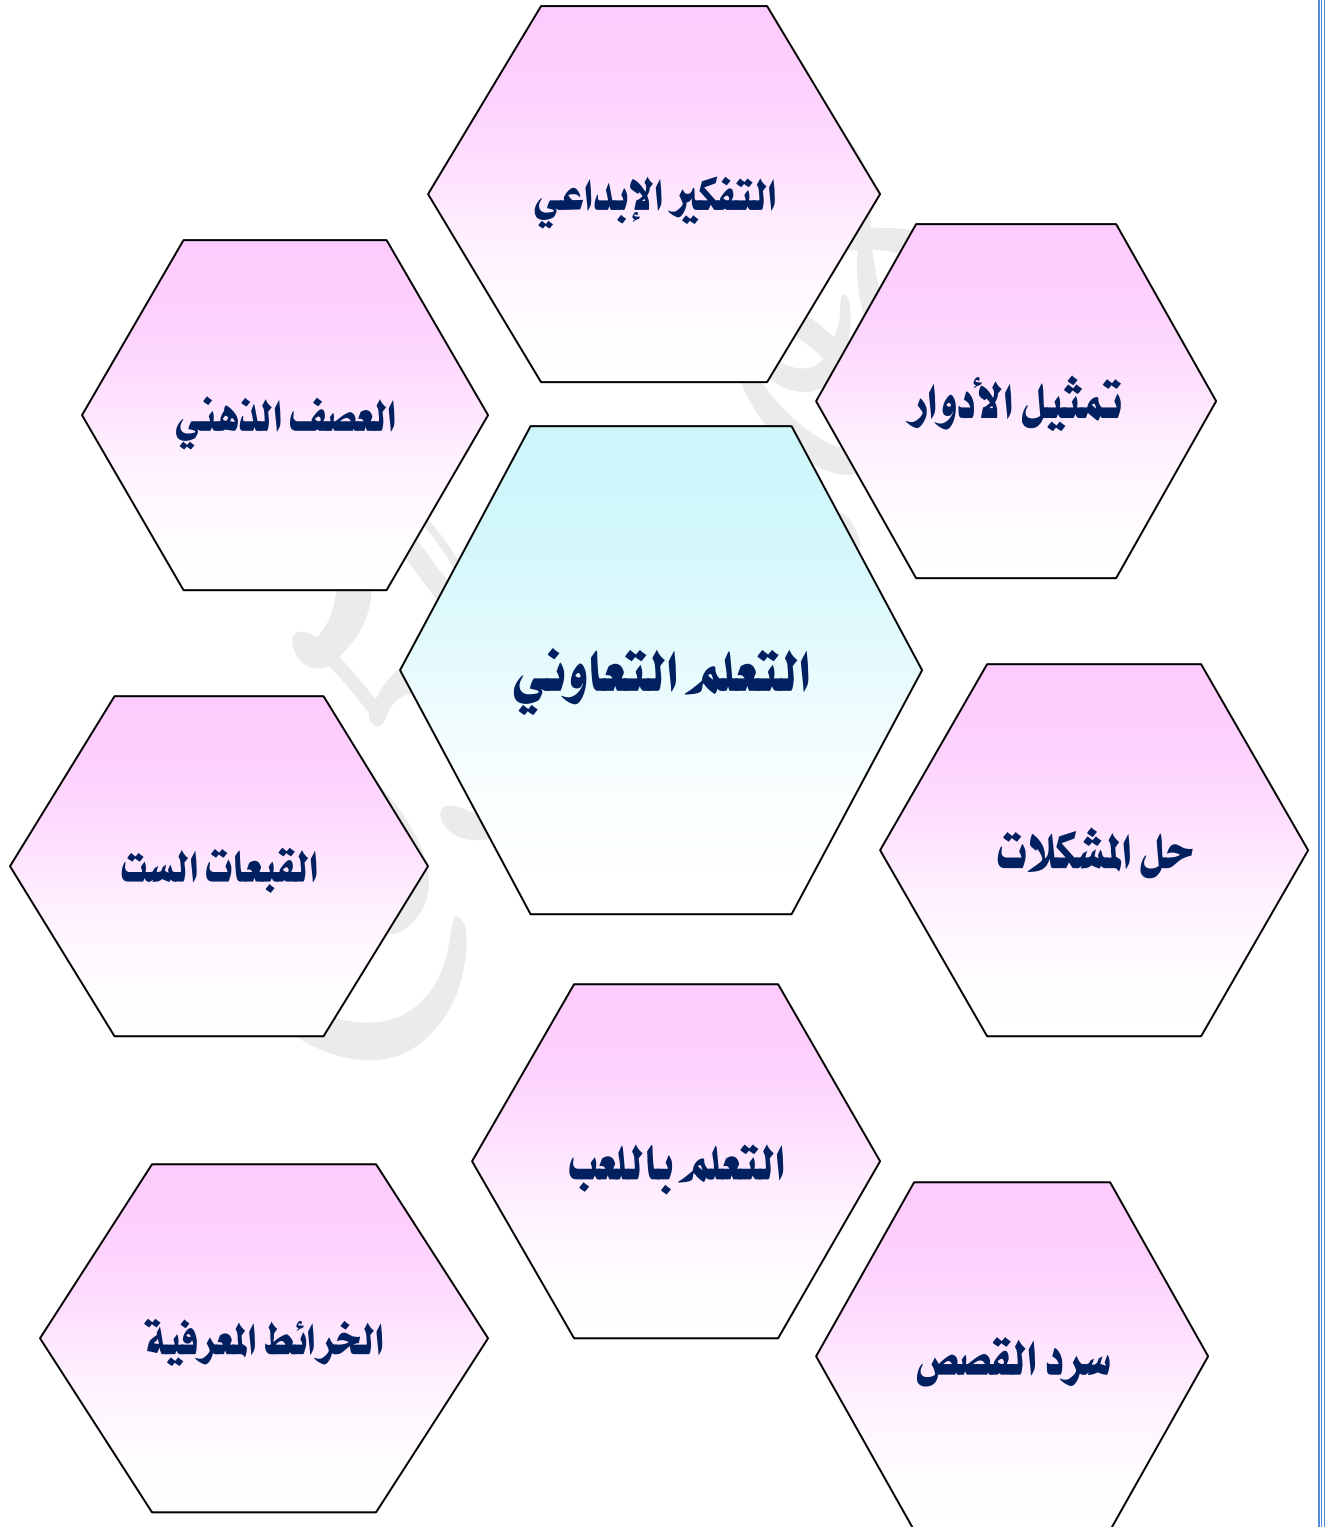 التفكير الإبداعي
تمثيل الأدوار
العصف الذهني
التعلم التعاوني
حل المشكلات
القبعات الست
التعلم باللعب
سرد القصص
الخرائط المعرفية